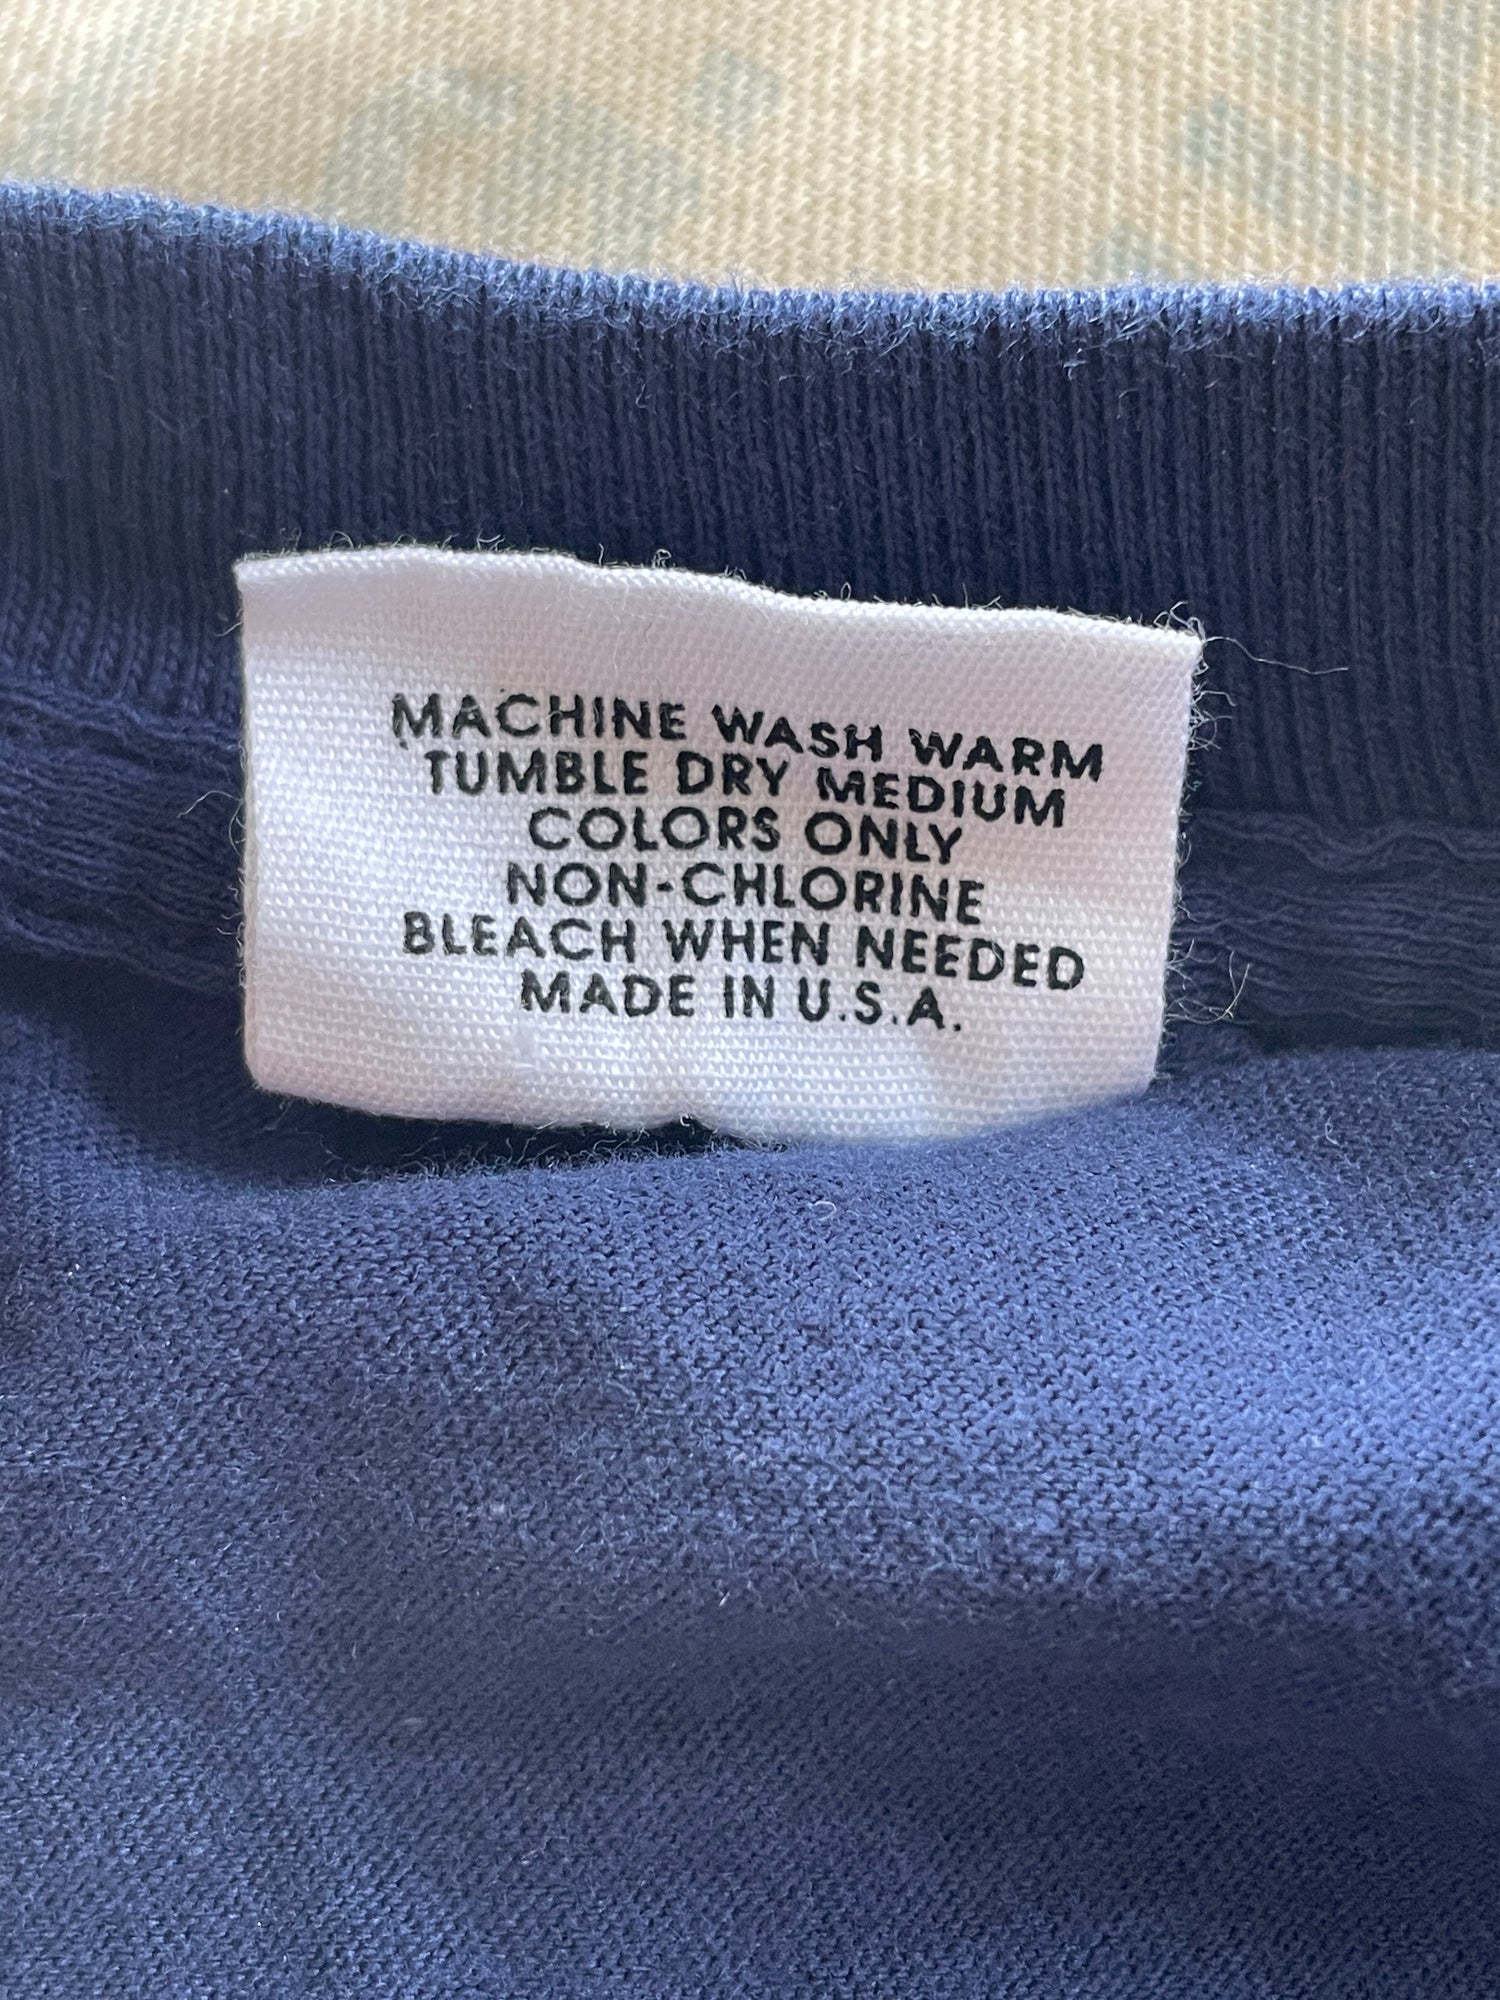 MACHINE WASH WARM
TUMBLE DRY MEDIUM
COLORS ONLY
NON-CHLORINE
BLEACH WHEN NEEDED
MADE IN U.S.A.